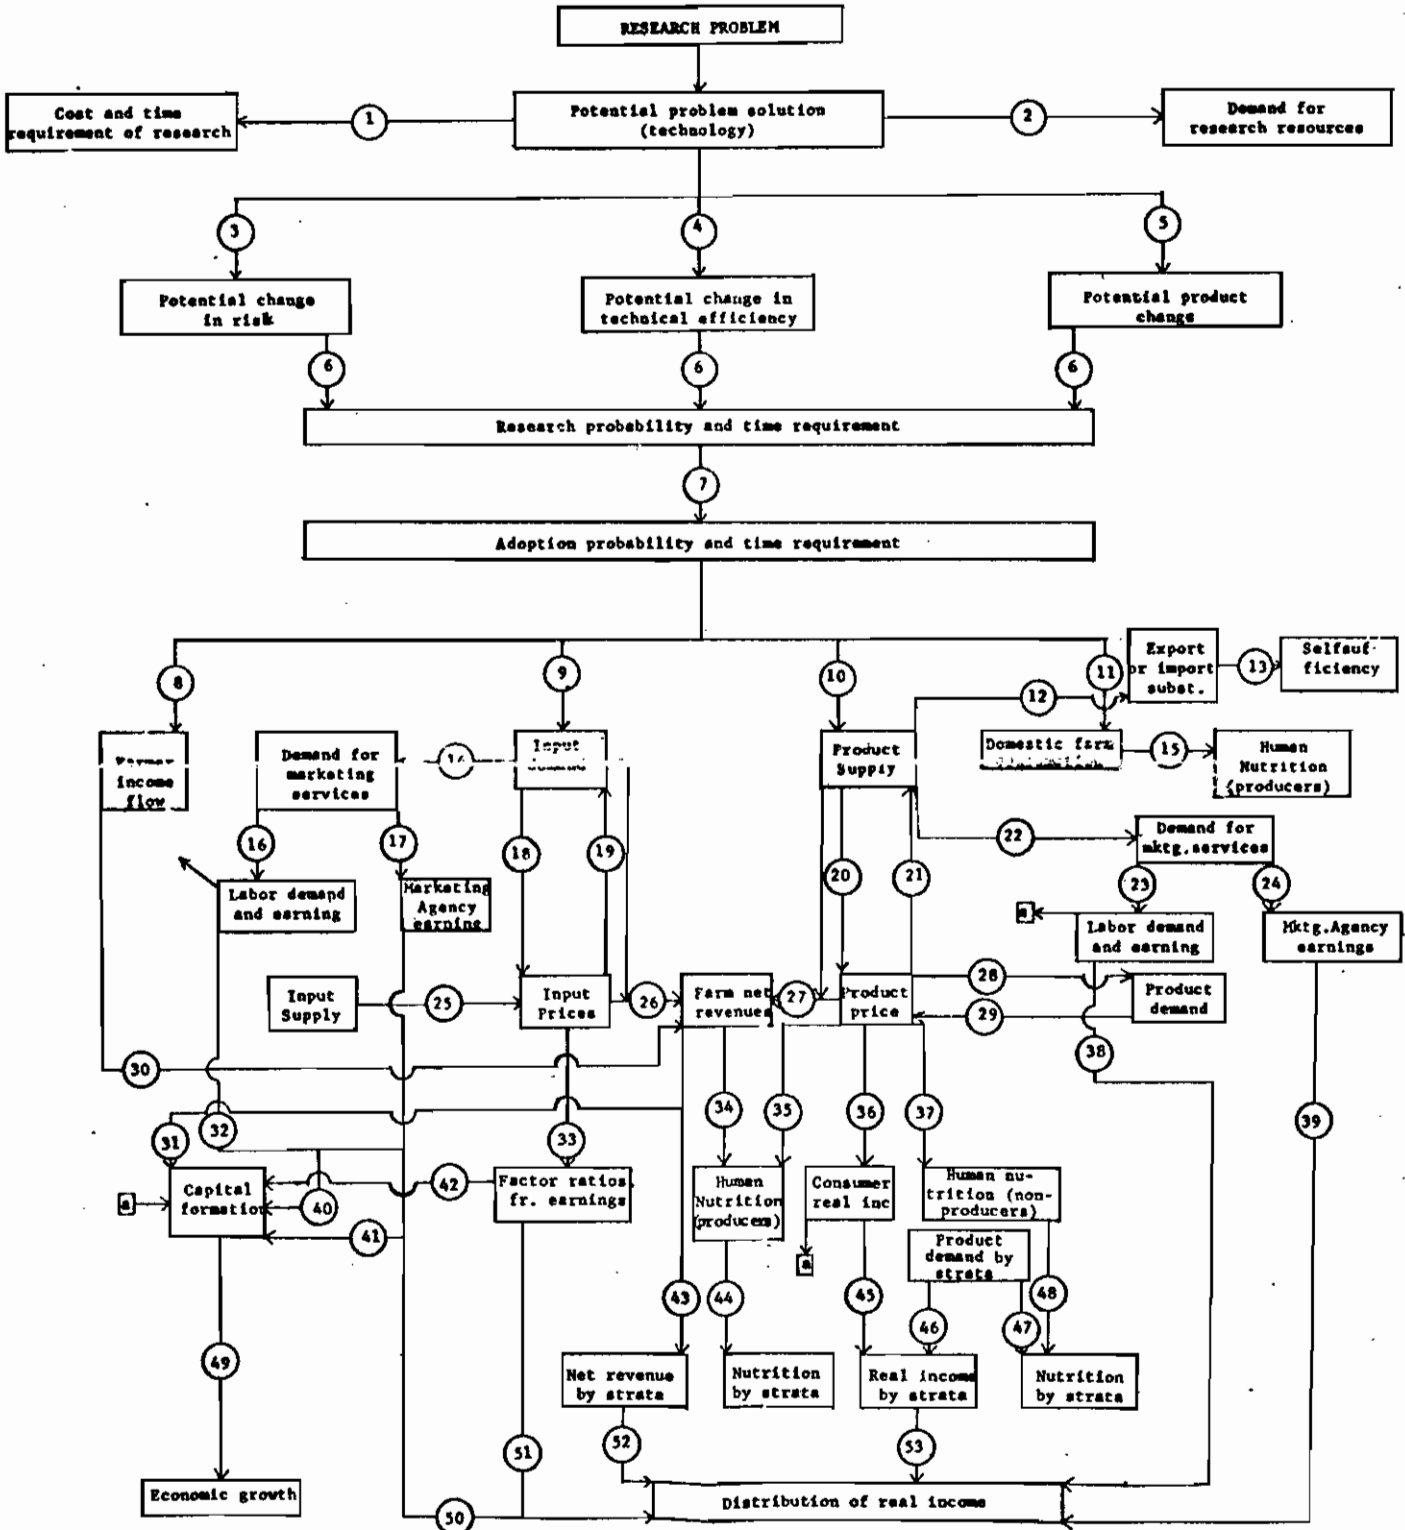 RESEARCH PROBLEM
Cost and time
requirement of research
1
Potential problem solution
(technology)
2
Demand for
research resources
3
4
5
Potential change
in risk
Potential change in
technical efficiency
Potential product
change
6
6
6
Research probability and time requirement
7
Adoption probability and time requirement
8
9
10
11
12
Export
or import
subst.
13
Selfsuf-
ficiency
income
flow
Demand for
marketing
services
Input
Product
Supply
Domestic farm
15
Human
Nutrition
(producers)
16
17
18
19
20
21
22
Demand for
mktg.services
23
24
Labor demand
and earning
Marketing
Agency
earning
a
Labor demand
and earning
Mktg.Agency
earnings
Input
Supply
25
Input
Prices
26
Farm net
revenues
27
Product
price
28
29
Product
demand
30
38
31
32
33
34
35
36
37
39
a
Capital
formation
42
40
41
Factor ratios
fr. earnings
Human
Nutrition
(producers)
Consumer
real inc
Human nu-
trition (non-
producers)
a
Product
demand by
strata
43
44
45
46
47
48
49
Net revenue
by strata
Nutrition
by strata
Real income
by strata
Nutrition
by strata
51
52
53
Economic growth
50
Distribution of real income